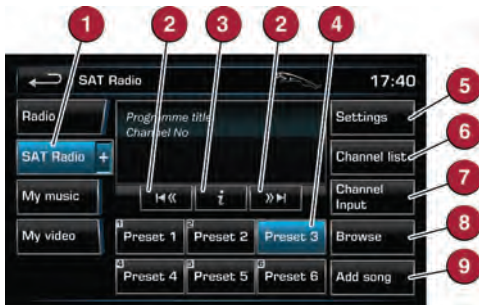 1 2 3 2 4
SAT Radio 17:40
5
Radio Programme title Settings
Channel No
6
SAT Radio + Channel list
7
My music i Channel
Input
8
My video 1 Preset 1 2 Preset 2 3 Preset 3 Browse
9
4 Preset 4 5 Preset 5 6 Preset 6 Add song